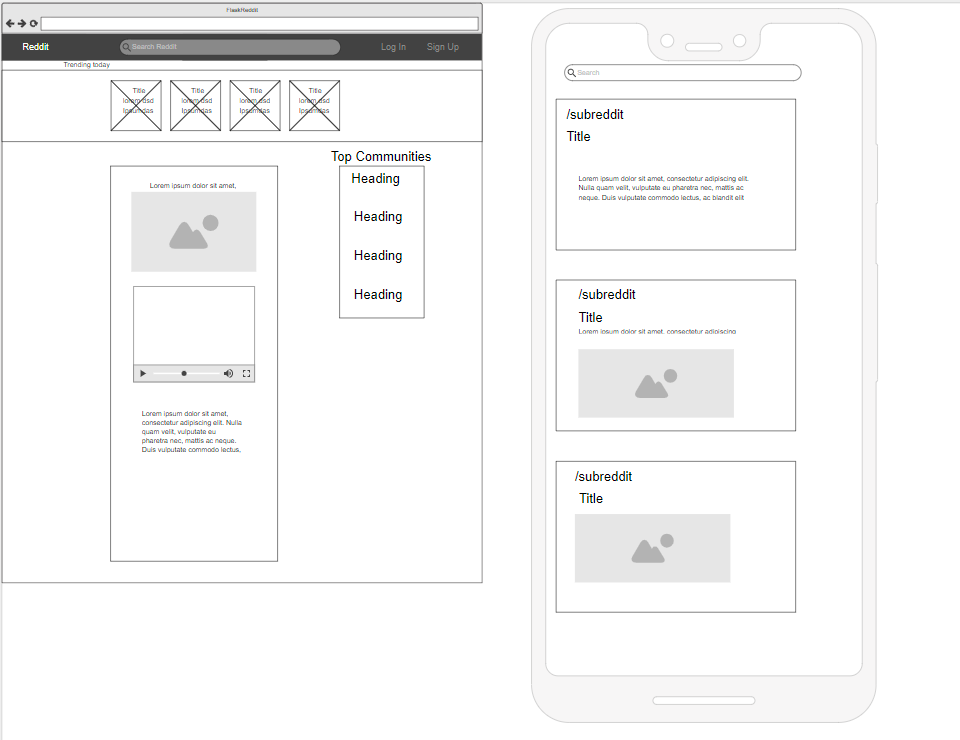 Reddit
Search Reddit
Log In
Sign Up
Trending today
Title
lorem dsd
Ipsumdas
Title
lorem dsd
Ipsumdas
Title
lorem dsd
Ipsumdas
Title
lorem dsd
Ipsumdas
Lorem ipsum dolor sit amet,
Lorem ipsum dolor sit amet,
consectetur adipiscing elit. Nulla
quam velit, vulputate eu
pharetra nec, mattis ac neque.
Duis vulputate commodo lectus,
Top Communities
Heading
Heading
Heading
Heading
Search
/subreddit
Title
Lorem ipsum dolor sit amet, consectetur adipiscing elit.
Nulla quam velit, vulputate eu pharetra nec, mattis ac
neque. Duis vulputate commodo lectus, ac blandit elit
/subreddit
Title
Lorem ipsum dolor sit amet, consectetur adipiscing
/subreddit
Title